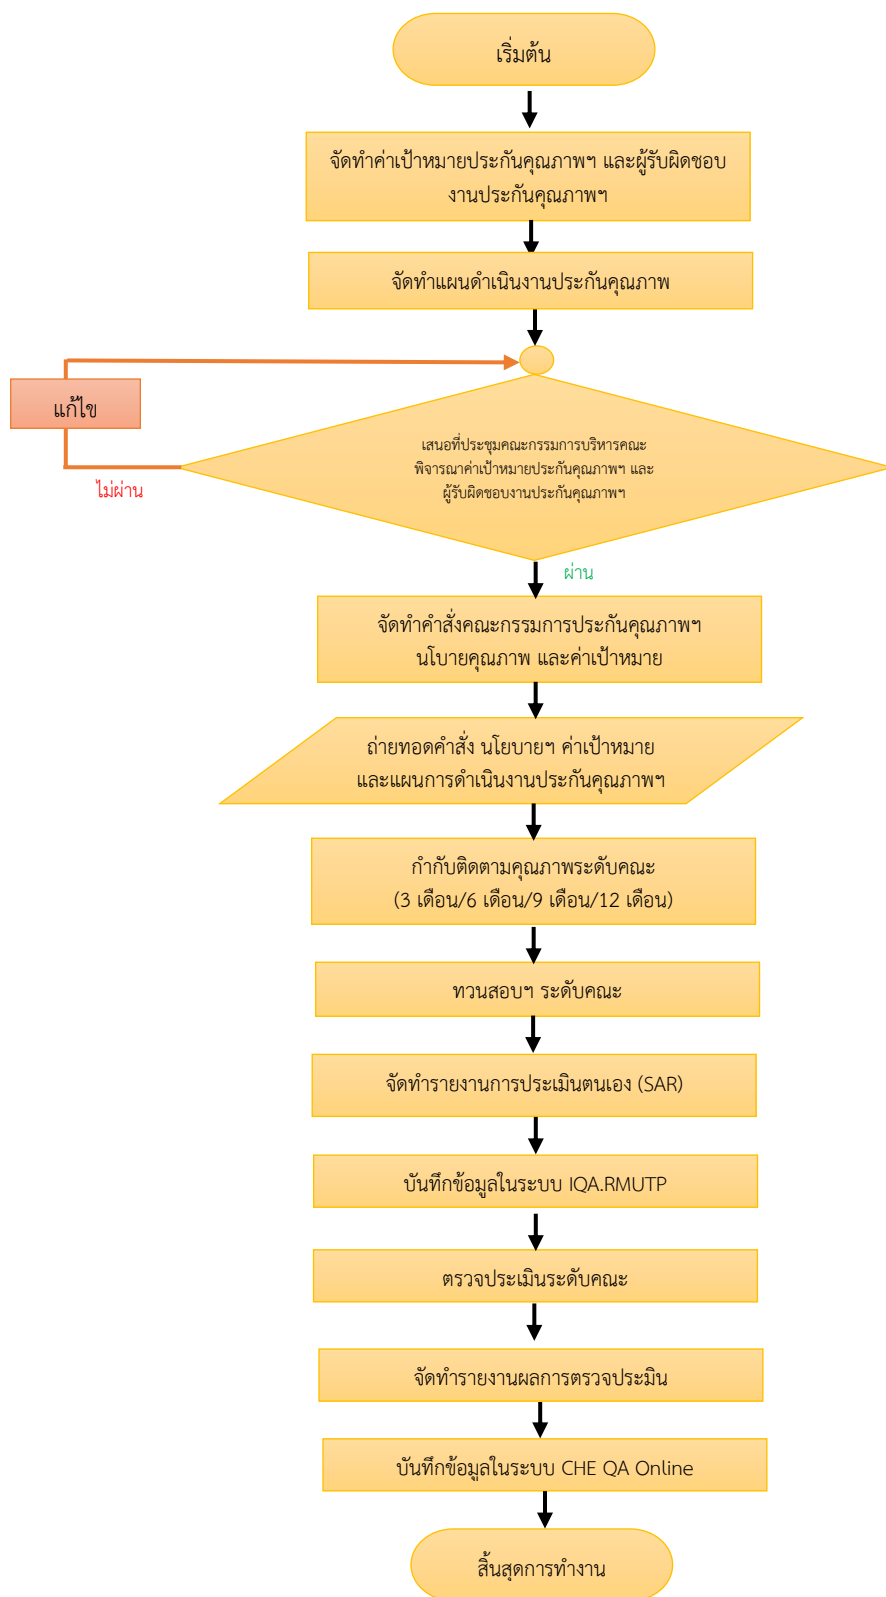 เริ่มต้น
จัดทำค่าเป้าหมายประกันคุณภาพฯ และผู้รับผิดชอบ
งานประกันคุณภาพฯ
จัดทำแผนดำเนินงานประกันคุณภาพ
แก้ไข
เสนอที่ประชุมคณะกรรมการบริหารคณะ
พิจารณาค่าเป้าหมายประกันคุณภาพฯ และ
ผู้รับผิดชอบงานประกันคุณภาพฯ
ไม่ผ่าน
ผ่าน
จัดทำคำสั่งคณะกรรมการประกันคุณภาพฯ
นโบายคุณภาพ และค่าเป้าหมาย
ถ่ายทอดคำสั่ง นโยบายฯ ค่าเป้าหมาย
และแผนการดำเนินงานประกันคุณภาพฯ
กำกับติดตามคุณภาพระดับคณะ
(3 เดือน/6 เดือน/9 เดือน/12 เดือน)
ทวนสอบฯ ระดับคณะ
จัดทำรายงานการประเมินตนเอง (SAR)
บันทึกข้อมูลในระบบ IQA.RMUTP
ตรวจประเมินระดับคณะ
จัดทำรายงานผลการตรวจประมิน
บันทึกข้อมูลในระบบ CHE QA Online
สิ้นสุดการทำงาน